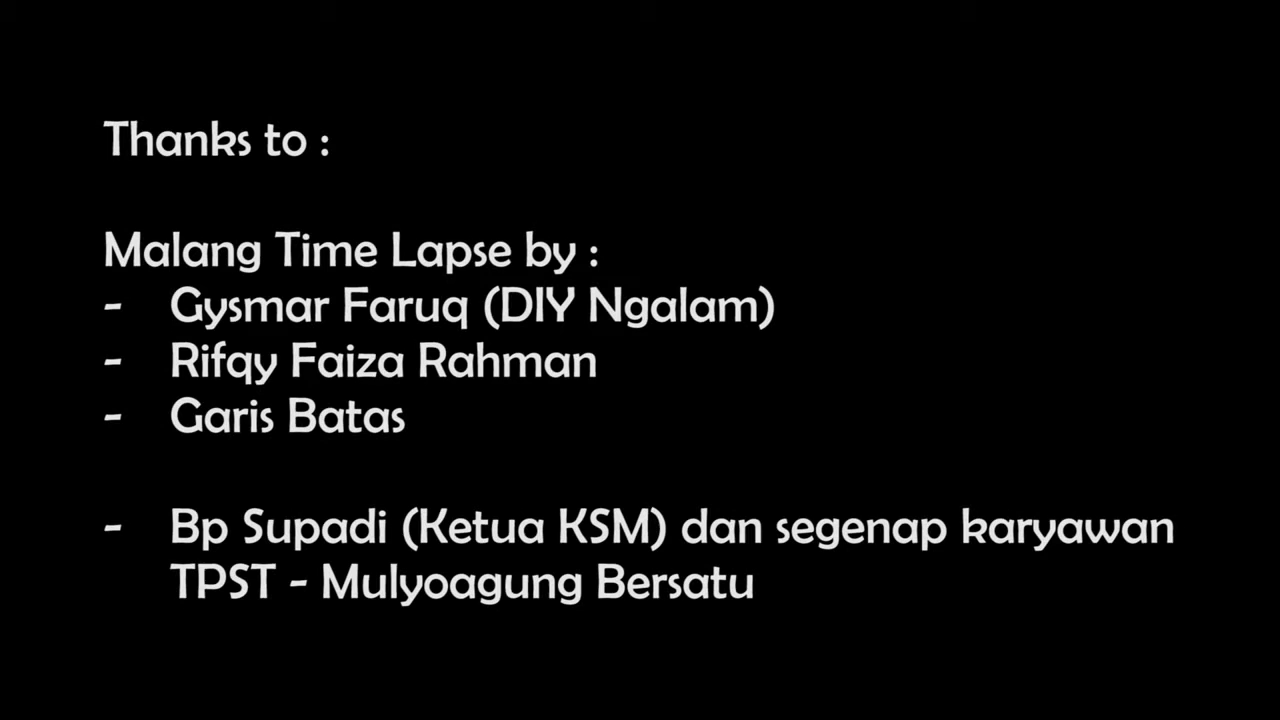 Thanks to :
Malang Time Lapse by :
- Gysmar Faruq (DIY Ngalam)
- Rifqy Faiza Rahman
- Garis Batas
- Bp Supadi (Ketua KSM) dan segenap karyawan
TPST - Mulyoagung Bersatu